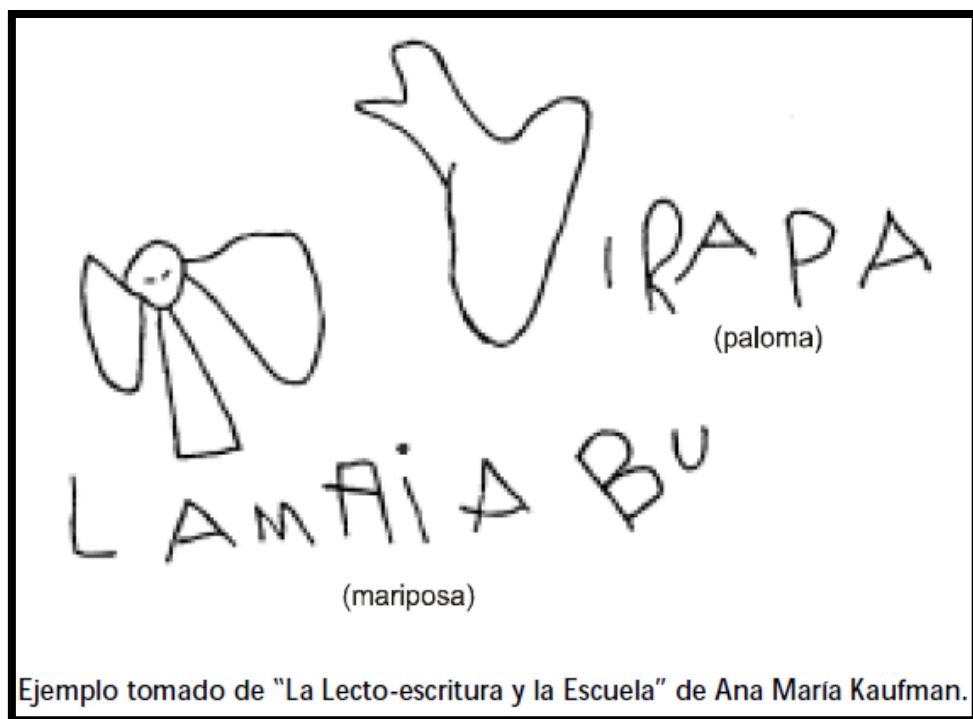 IRAPA
(paloma)
LAMAiABU
(mariposa)
Ejemplo tomado de “La Lecto-escritura y la Escuela” de Ana María Kaufman.